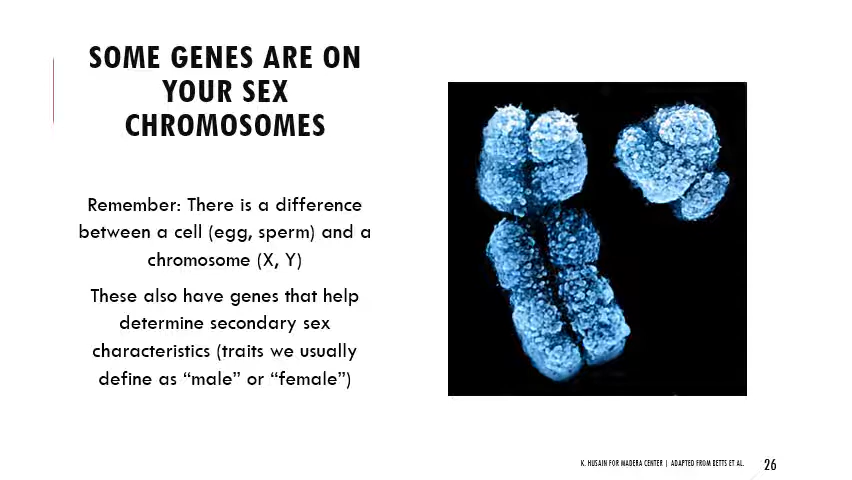 SOME GENES ARE ON
YOUR SEX
CHROMOSOMES
Remember: There is a difference
between a cell (egg, sperm) and a
chromosome (X, Y)
These also have genes that help
determine secondary sex
characteristics (traits we usually
define as “male” or “female”)
K. HUSAIN FOR MADERA CENTER | ADAPTED FROM BETTS ET AL.
26